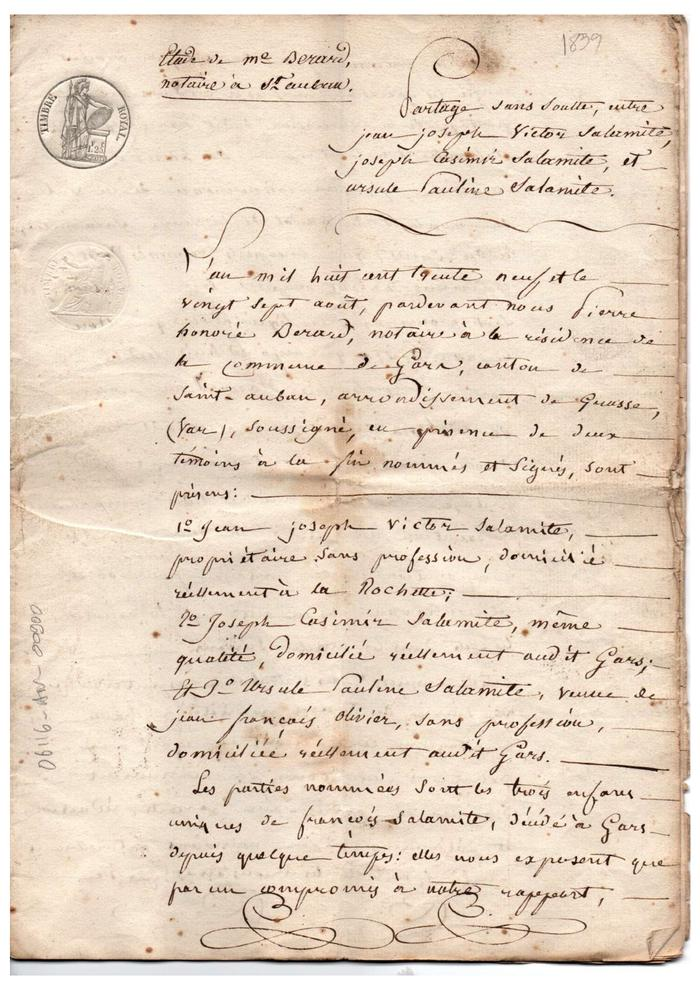 Etude de me Berard,
notaire à St. auban.
1839
TIMBRE ROYAL
Partage sans soulte, entre
jean joseph Victor Salamite,
joseph Casimir Salamite, et
ursule Pauline Salamite.
L'an mil huit cent trente neuf et le
vingt sept août, pardevant nous Pierre
honoré Berard, notaire à la résidence de
la commune de Gars, canton de
Saint-auban, arrondissement de Grasse,
(Var), soussigné, en présence de deux
témoins à la fin nommés et Signés, sont
présens:
1o Jean joseph Victor Salamite,
propriétaire sans profession, domicilié
réellement à la Rochette;
2o Joseph Casimir Salamite, même
qualité, domicilié réellement audit Gars;
Et 3o Ursule Pauline Salamite, veuve de
jean françois Olivier, sans profession,
domiciliée réellement audit Gars.
Les parties nommées sont les trois enfans
uniques de françois Salamite, décédé à Gars
depuis quelque temps: elles nous exposent que
par un compromis à notre rapport,